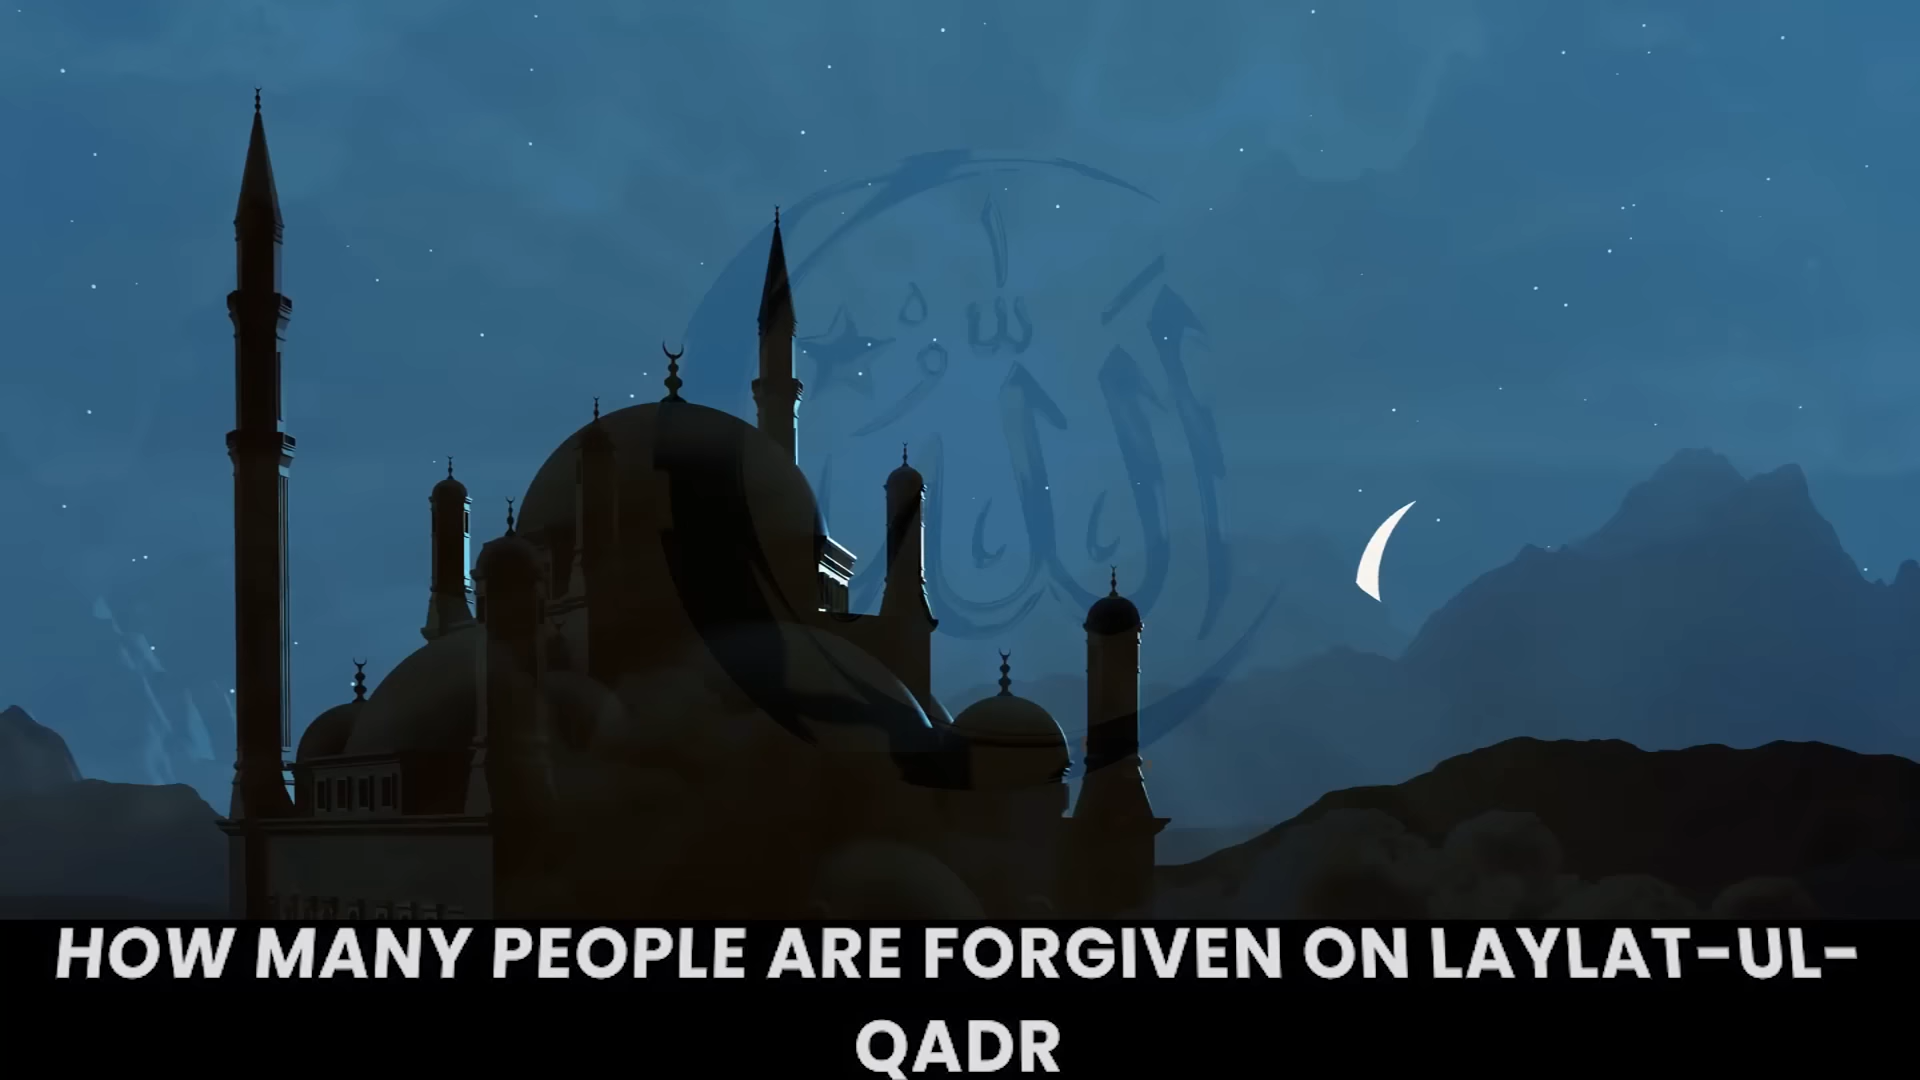 الله
HOW MANY PEOPLE ARE FORGIVEN ON LAYLAT-UL-
QADR